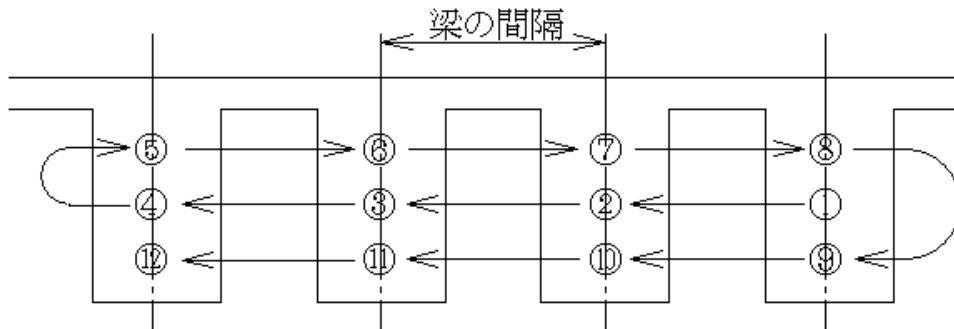 梁の間隔
⑤ ⑥ ⑦ ⑧
④ ③ ② ①
⑫ ⑪ ⑩ ⑨